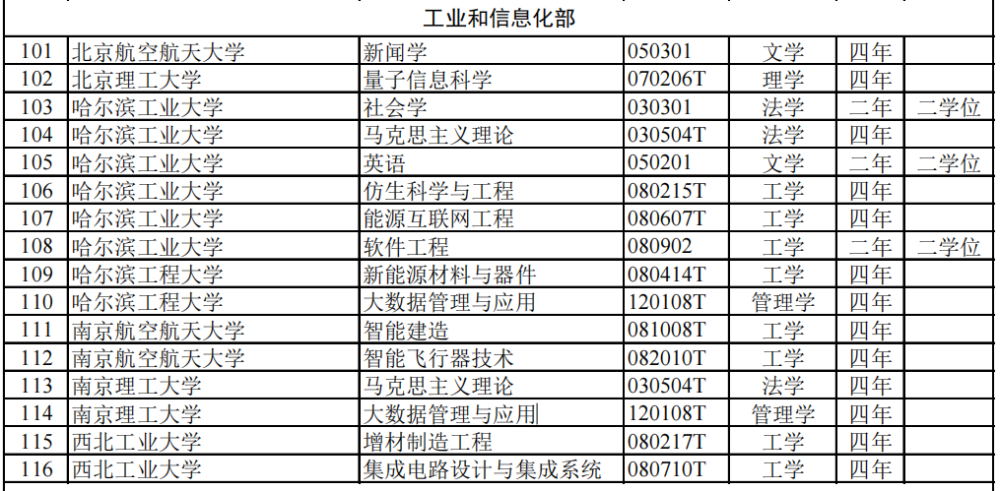 工业和信息化部
101 北京航空航天大学 新闻学 050301 文学 四年
102 北京理工大学 量子信息科学 070206T 理学 四年
103 哈尔滨工业大学 社会学 030301 法学 二年 二学位
104 哈尔滨工业大学 马克思主义理论 030504T 法学 四年
105 哈尔滨工业大学 英语 050201 文学 二年 二学位
106 哈尔滨工业大学 仿生科学与工程 080215T 工学 四年
107 哈尔滨工业大学 能源互联网工程 080607T 工学 四年
108 哈尔滨工业大学 软件工程 080902 工学 二年 二学位
109 哈尔滨工程大学 新能源材料与器件 080414T 工学 四年
110 哈尔滨工程大学 大数据管理与应用 120108T 管理学 四年
111 南京航空航天大学 智能建造 081008T 工学 四年
112 南京航空航天大学 智能飞行器技术 082010T 工学 四年
113 南京理工大学 马克思主义理论 030504T 法学 四年
114 南京理工大学 大数据管理与应用 120108T 管理学 四年
115 西北工业大学 增材制造工程 080217T 工学 四年
116 西北工业大学 集成电路设计与集成系统 080710T 工学 四年